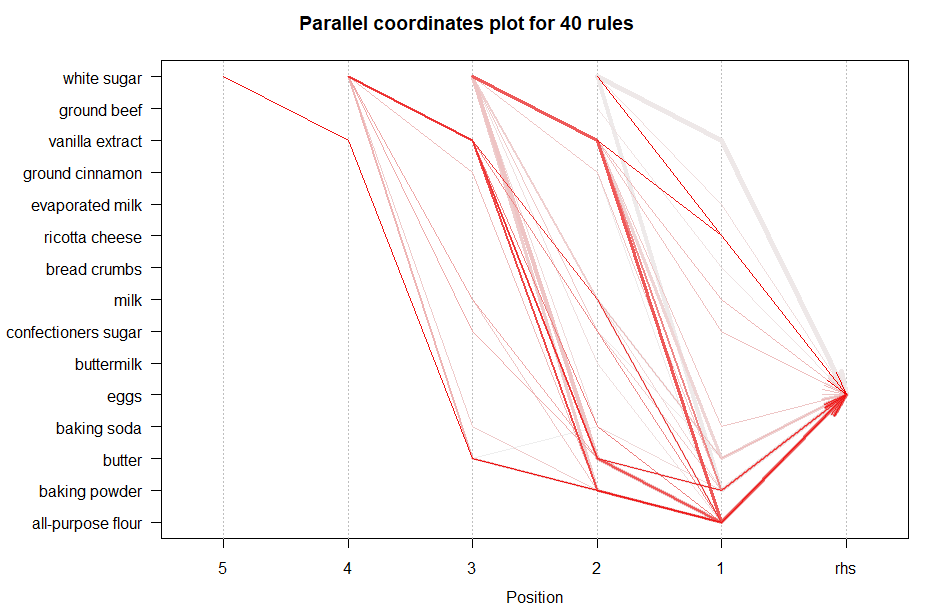 Parallel coordinates plot for 40 rules
white sugar
ground beef
vanilla extract
ground cinnamon
evaporated milk
ricotta cheese
bread crumbs
milk
confectioners sugar
buttermilk
eggs
baking soda
butter
baking powder
all-purpose flour
5 4 3 2 1 rhs
Position